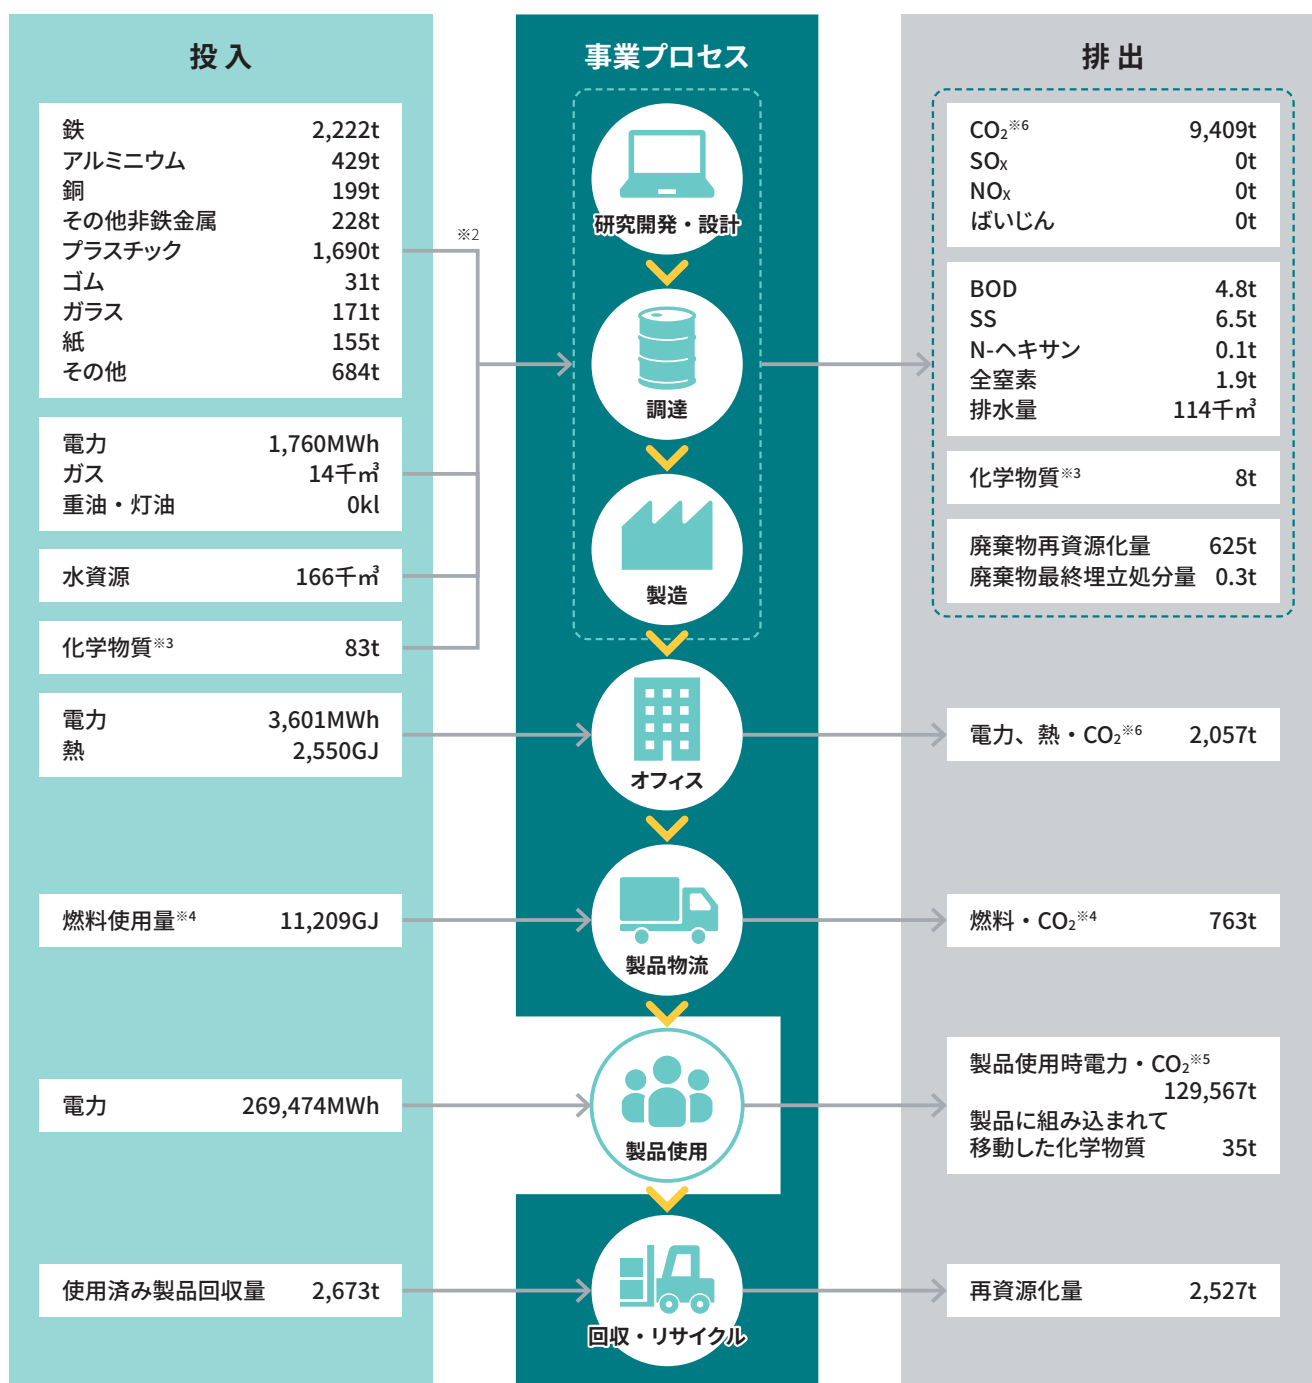 投入
鉄 2,222t
アルミニウム 429t
銅 199t
その他非鉄金属 228t
プラスチック 1,690t
ゴム 31t
ガラス 171t
紙 155t
その他 684t
※2
電力 1,760MWh
ガス 14千㎥
重油・灯油 0kl
水資源 166千㎥
化学物質※3 83t
電力 3,601MWh
熱 2,550GJ
燃料使用量※4 11,209GJ
電力 269,474MWh
使用済み製品回収量 2,673t
事業プロセス
研究開発・設計
調達
製造
オフィス
製品物流
製品使用
回収・リサイクル
排出
CO₂※6 9,409t
SOx 0t
NOx 0t
ばいじん 0t
BOD 4.8t
SS 6.5t
N-ヘキサン 0.1t
全窒素 1.9t
排水量 114千㎥
化学物質※3 8t
廃棄物再資源化量 625t
廃棄物最終埋立処分量 0.3t
電力、熱・CO₂※6 2,057t
燃料・CO₂※4 763t
製品使用時電力・CO₂※5
129,567t
製品に組み込まれて
移動した化学物質 35t
再資源化量 2,527t